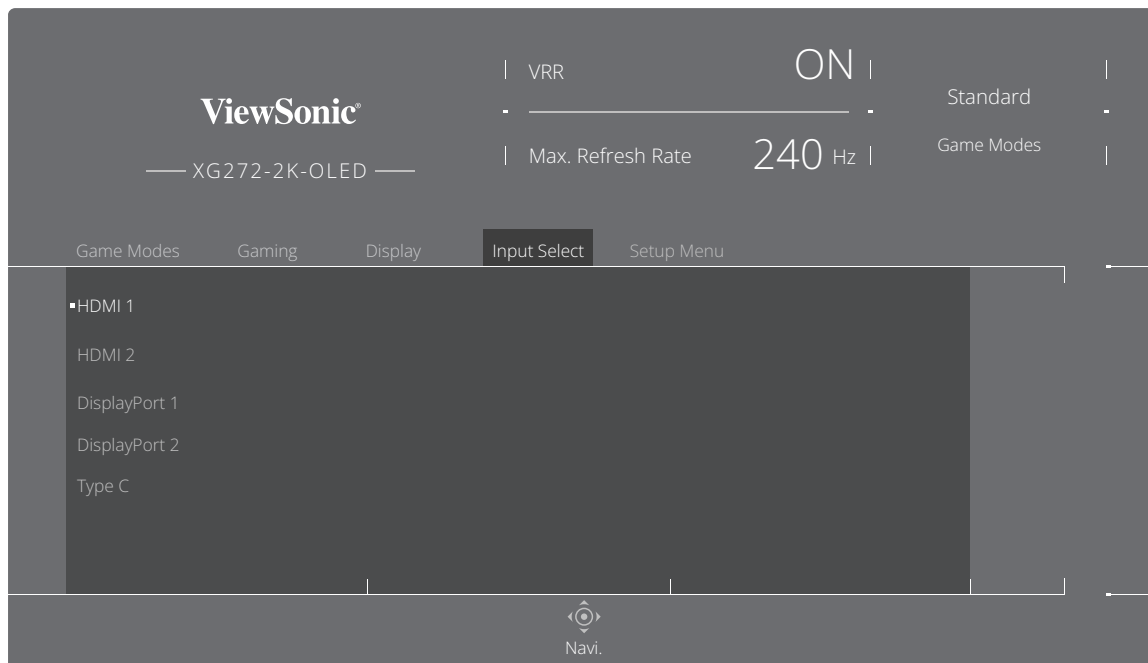 ViewSonic®
XG272-2K-OLED
VRR ON
Max. Refresh Rate 240 Hz
Standard
Game Modes
Game Modes Gaming Display Input Select Setup Menu
HDMI 1
HDMI 2
DisplayPort 1
DisplayPort 2
Type C
Navi.